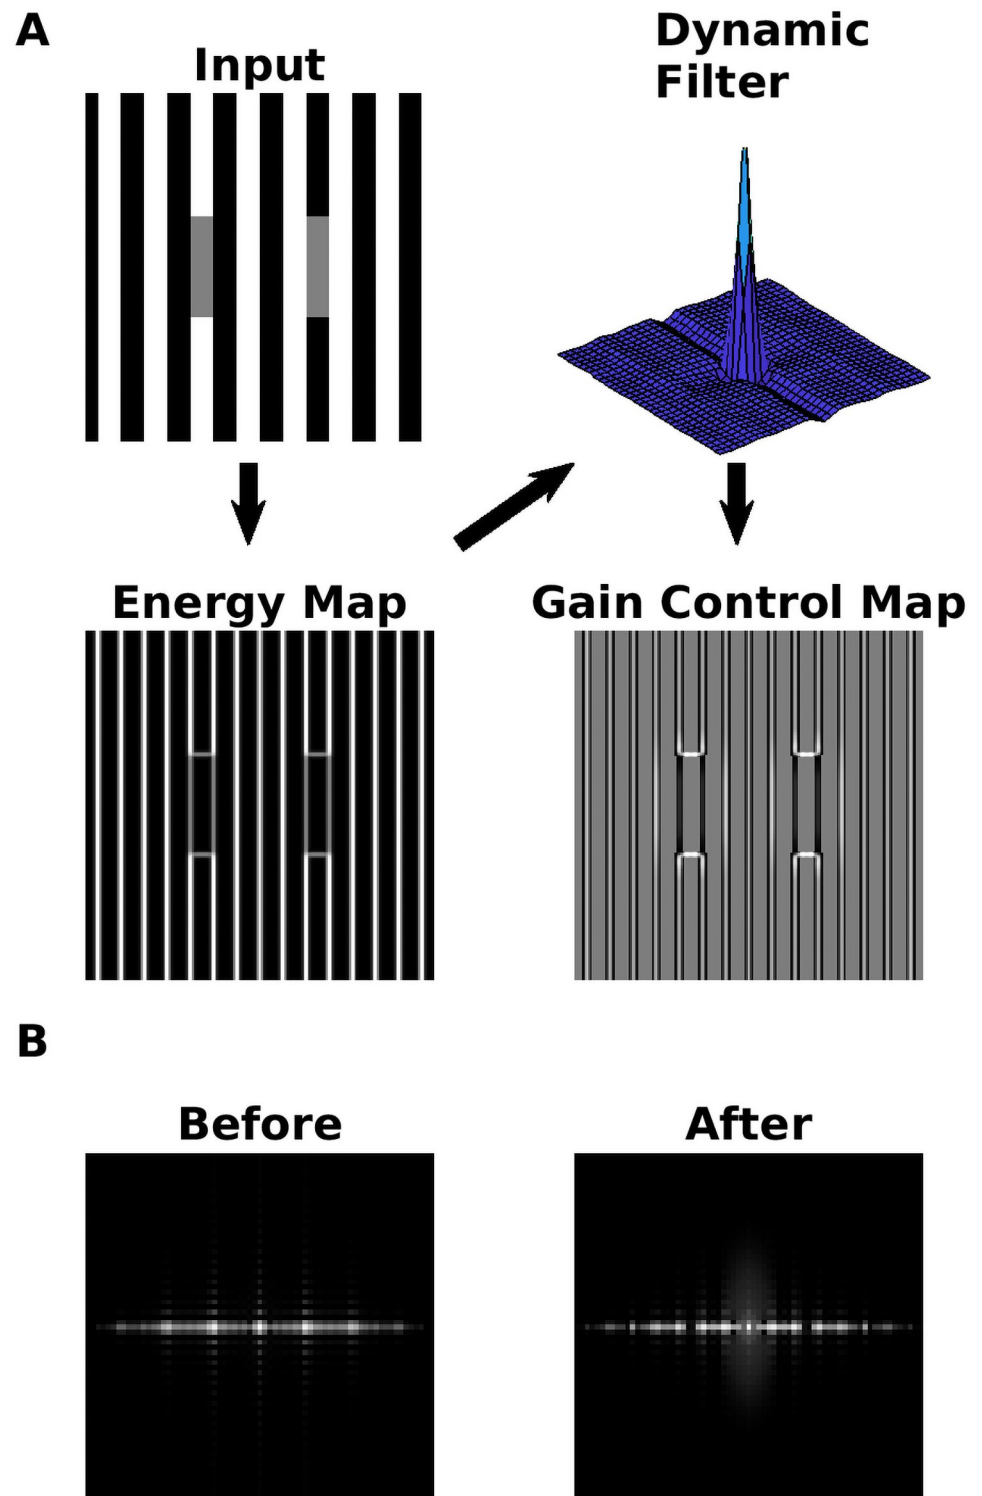 A
Input
Dynamic
Filter
Energy Map
Gain Control Map
B
Before
After